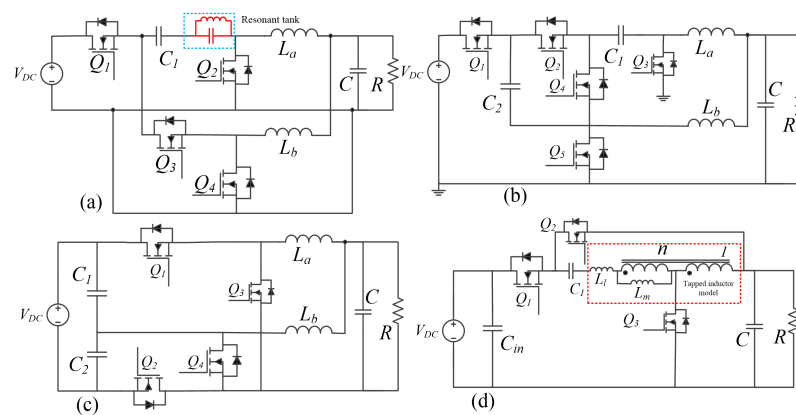 Resonant tank
Q1
C1
La
VDC
Q2
C
R
Q3
Lb
Q4
(a)
Q1
Q2
C1
La
Q3
VDC
C2
Q4
C
R
Lb
Q5
(b)
Q1
La
C1
Q3
VDC
C
R
Lb
C2
Q2
Q4
(c)
Q2
n
1
Q1
C1
Ll
Lm
Tapped inductor
model
VDC
Cin
Q3
C
R
(d)